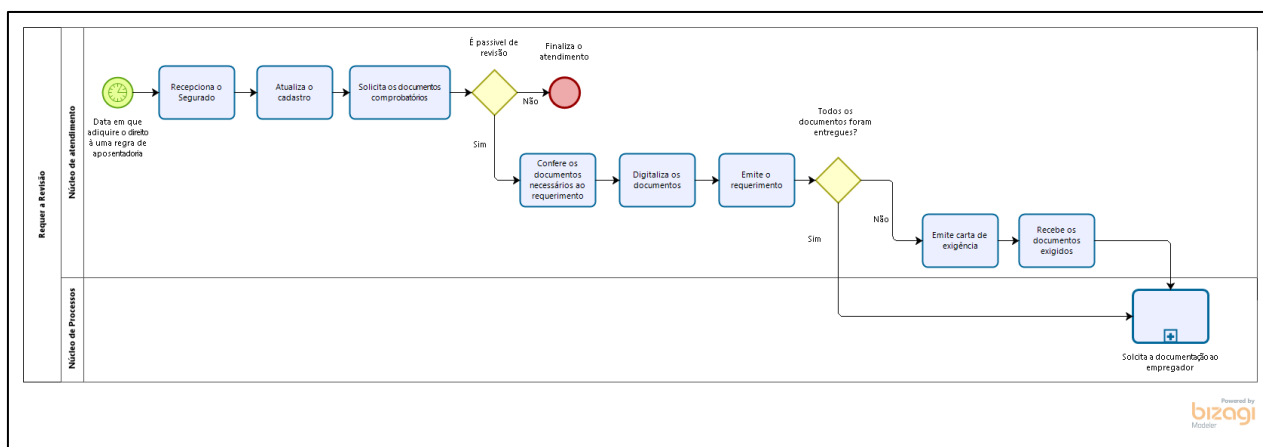 Requer a Revisão
Núcleo de atendimento
Data em que
adiquire o direito
à uma regra de
aposentadoria
Recepciona o
Segurado
Atualiza o
cadastro
Solicita os documentos
comprobatórios
É passivel de
revisão
Não
Finaliza o
atendimento
Sim
Confere os
documentos
necessários ao
requerimento
Digitaliza os
documentos
Emite o
requerimento
Todos os
documentos foram
entregues?
Não
Sim
Emite carta de
exigência
Recebe os
documentos
exigidos
Núcleo de Processos
Solicita a documentação ao
empregador
Powered by
bizagi
Modeler